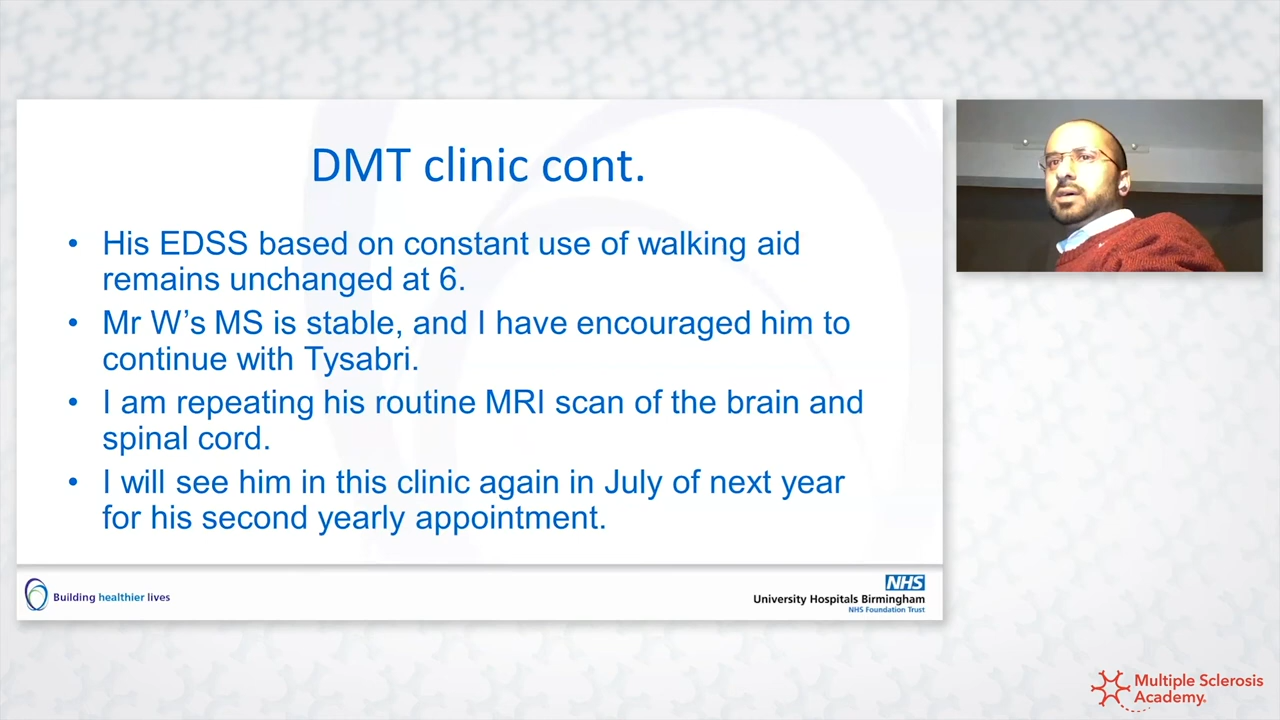 DMT clinic cont.
• His EDSS based on constant use of walking aid
remains unchanged at 6.
• Mr W’s MS is stable, and I have encouraged him to
continue with Tysabri.
• I am repeating his routine MRI scan of the brain and
spinal cord.
• I will see him in this clinic again in July of next year
for his second yearly appointment.
Building healthier lives
NHS
University Hospitals Birmingham
NHS Foundation Trust
Multiple Sclerosis
Academy.